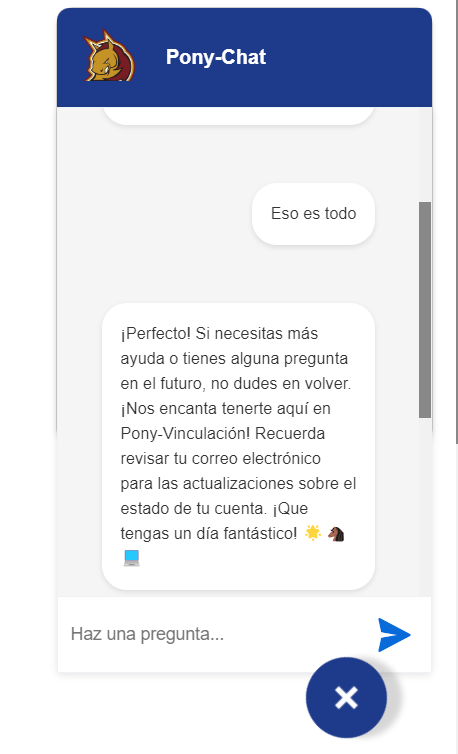 Pony-Chat
Eso es todo
¡Perfecto! Si necesitas más
ayuda o tienes alguna pregunta
en el futuro, no dudes en volver.
¡Nos encanta tenerte aquí en
Pony-Vinculación! Recuerda
revisar tu correo electrónico
para las actualizaciones sobre el
estado de tu cuenta. ¡Que
tengas un día fantástico! 🌟 🐴
💻
Haz una pregunta...